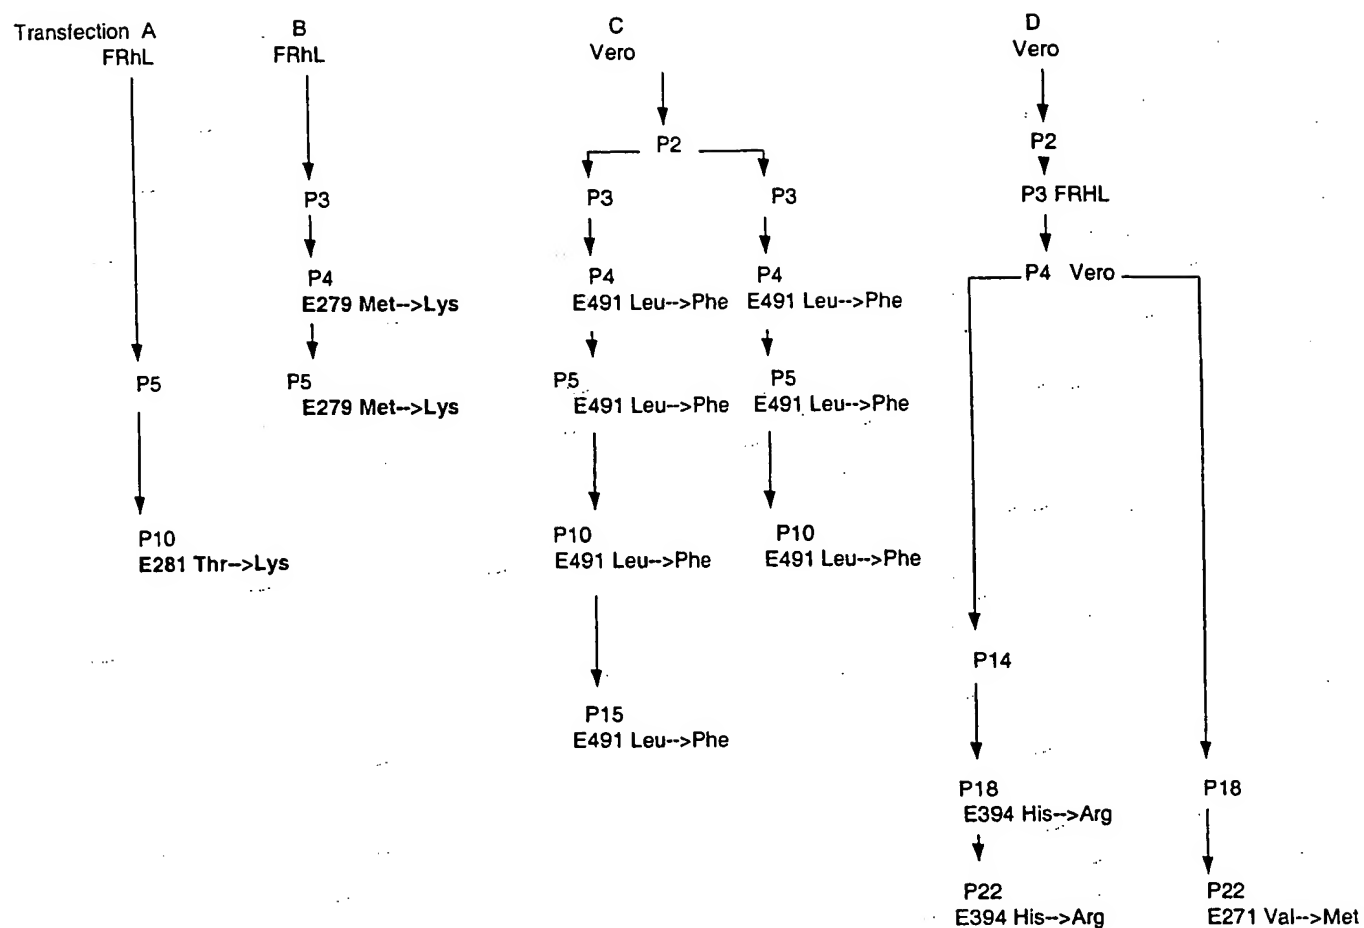 Transfection A
FRhL
P5
P10
E281 Thr-->Lys
B
FRhL
P3
P4
E279 Met-->Lys
P5
E279 Met-->Lys
C
Vero
P2
P3
P4
E491 Leu-->Phe
P5
E491 Leu-->Phe
P10
E491 Leu-->Phe
P15
E491 Leu-->Phe
P3
P4
E491 Leu-->Phe
P5
E491 Leu-->Phe
P10
E491 Leu-->Phe
D
Vero
P2
P3 FRHL
P4 Vero
P14
P18
E394 His-->Arg
P22
E394 His-->Arg
P18
P22
E271 Val-->Met